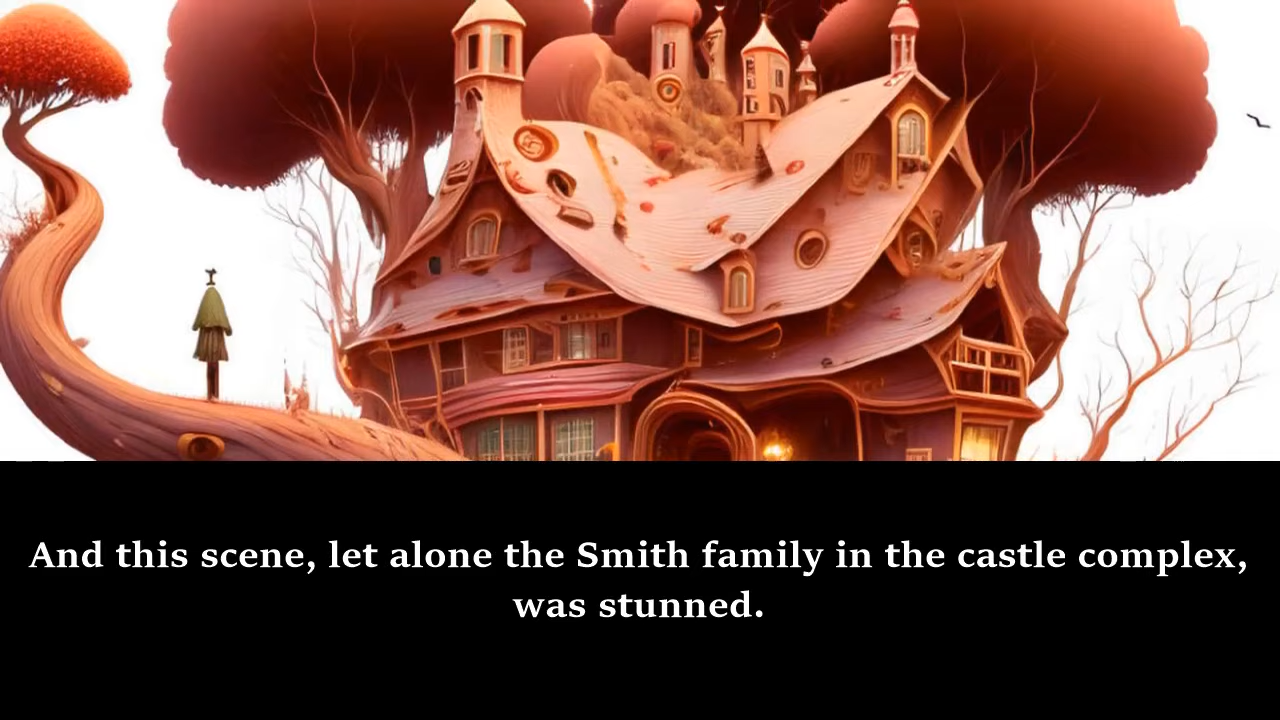 And this scene, let alone the Smith family in the castle complex,
was stunned.